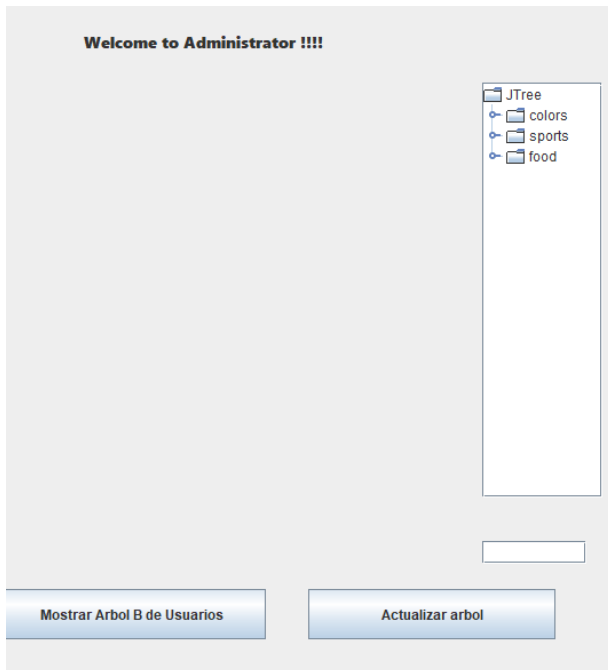 Welcome to Administrator !!!!
JTree
colors
sports
food
Mostrar Arbol B de Usuarios
Actualizar arbol